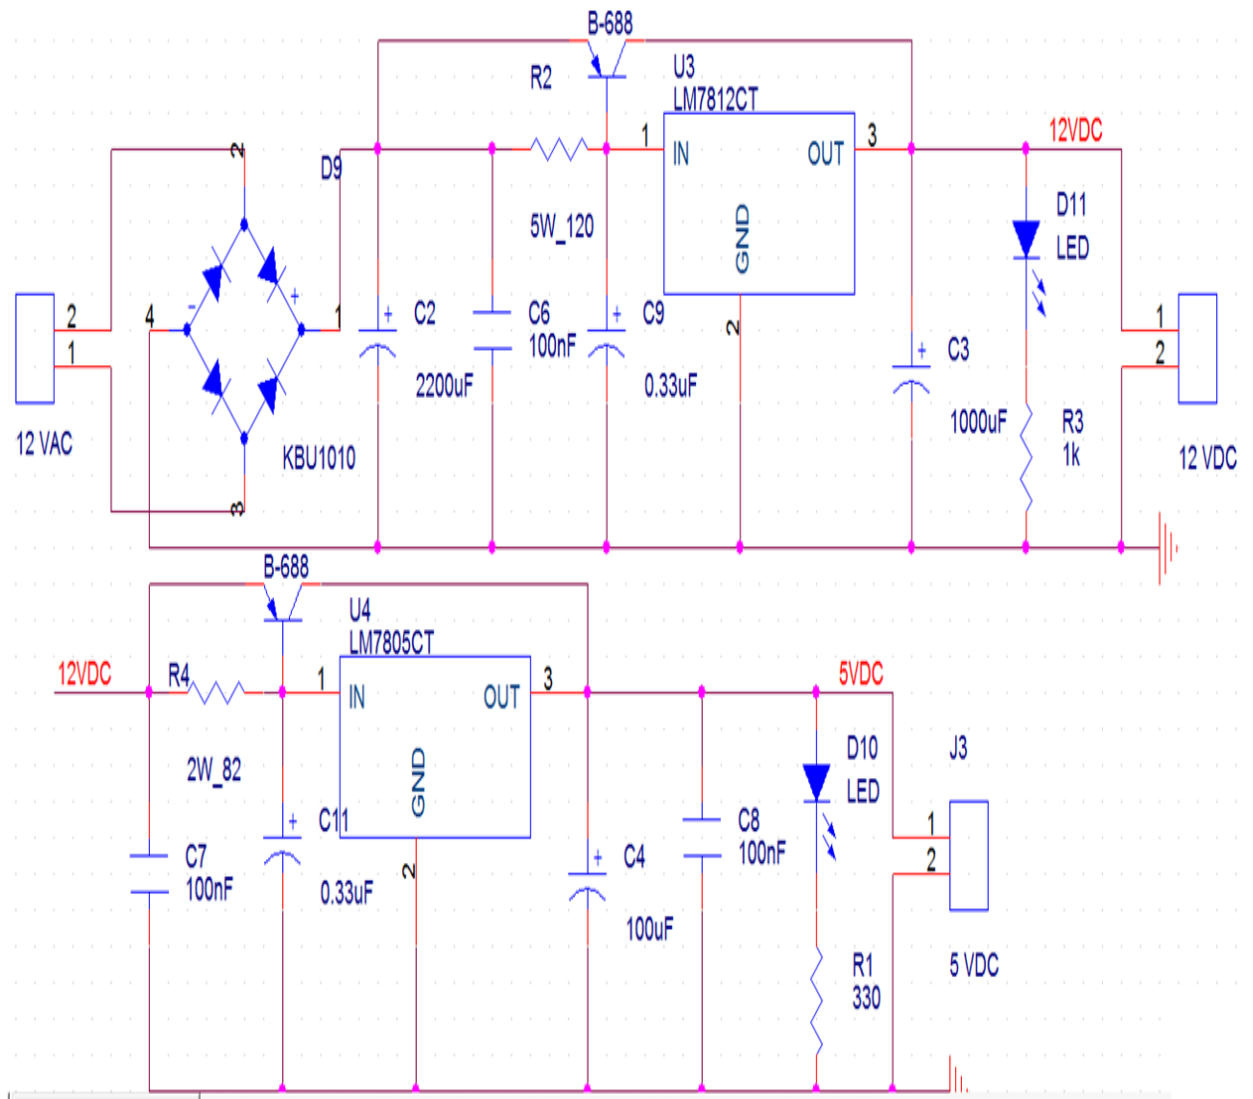 B-688
U3
LM7812CT
R2
1
IN
OUT
3
12VDC
GND
2
5W_120
D9
2
1
2
4
1
3
-
+
12 VAC
KBU1010
+
C2
2200uF
C6
100nF
+
C9
0.33uF
+
C3
1000uF
D11
LED
R3
1k
1
2
12 VDC
B-688
U4
LM7805CT
12VDC
R4
1
IN
OUT
3
5VDC
GND
2
2W_82
C7
100nF
+
C11
0.33uF
+
C4
100uF
C8
100nF
D10
LED
R1
330
J3
1
2
5 VDC